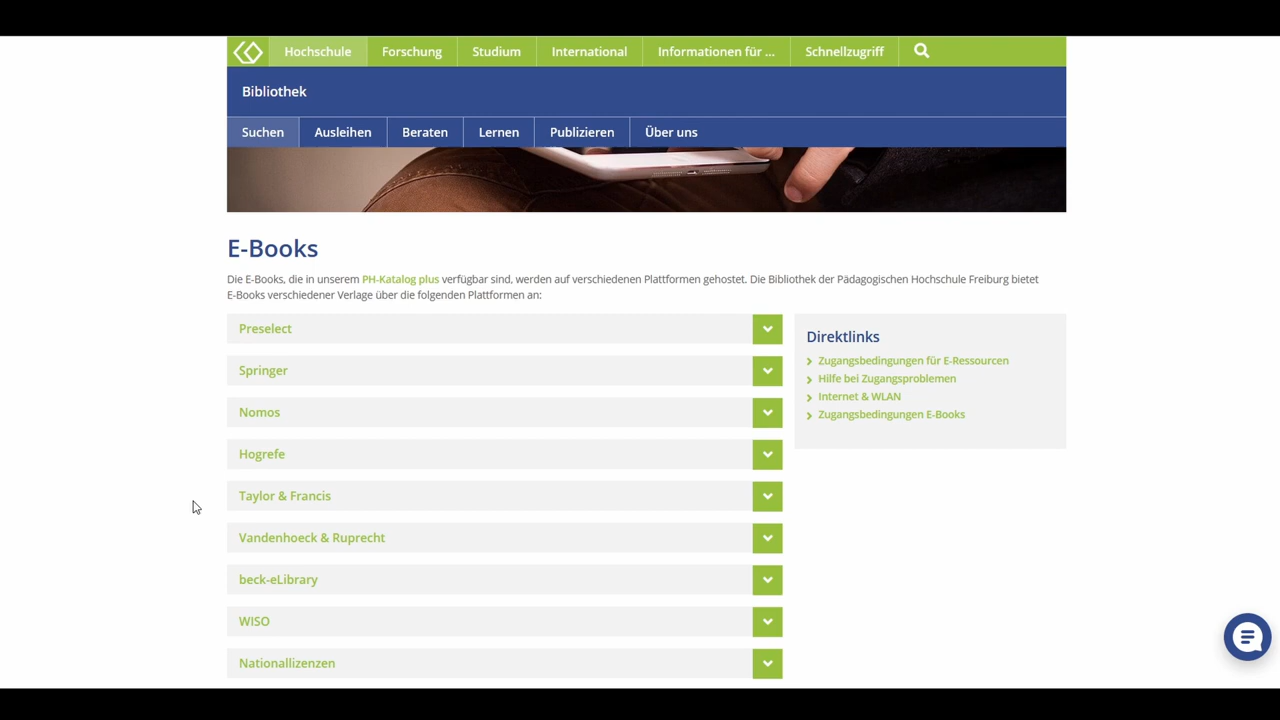 Hochschule
Forschung
Studium
International
Informationen für ...
Schnellzugriff
Bibliothek
Suchen
Ausleihen
Beraten
Lernen
Publizieren
Über uns
E-Books
Die E-Books, die in unserem PH-Katalog plus verfügbar sind, werden auf verschiedenen Plattformen gehostet. Die Bibliothek der Pädagogischen Hochschule Freiburg bietet
E-Books verschiedener Verlage über die folgenden Plattformen an:
Preselect
Springer
Nomos
Hogrefe
Taylor & Francis
Vandenhoeck & Ruprecht
beck-eLibrary
WISO
Nationallizenzen
Direktlinks
Zugangsbedingungen für E-Ressourcen
Hilfe bei Zugangsproblemen
Internet & WLAN
Zugangsbedingungen E-Books